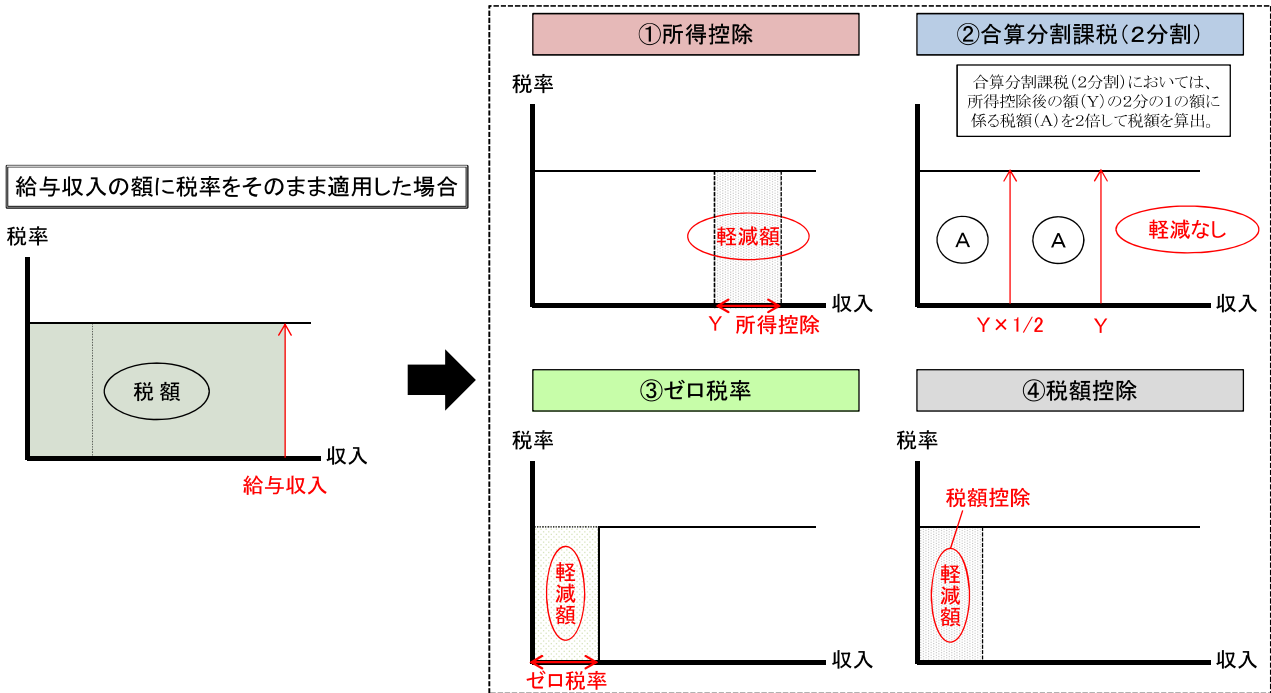 給与収入の額に税率をそのまま適用した場合
税率
税額
収入
給与収入
①所得控除
税率
軽減額
収入
Y 所得控除
②合算分割課税(2分割)
合算分割課税(2分割)においては、
所得控除後の額(Y)の2分の1の額に
係る税額(A)を2倍して税額を算出。
A
A
軽減なし
収入
Y×1/2
Y
③ゼロ税率
税率
軽減額
収入
ゼロ税率
④税額控除
税率
税額控除
軽減額
収入